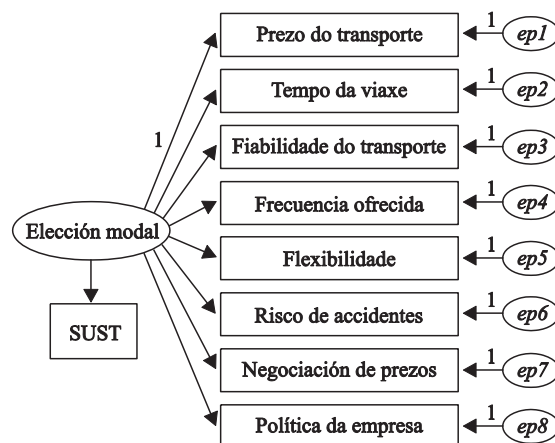 Prezo do transporte 1 ep1
Tempo da viaxe 1 ep2
1 Fiabilidade do transporte 1 ep3
Frecuencia ofrecida 1 ep4
Elección modal
Flexibilidade 1 ep5
Risco de accidentes 1 ep6
SUST
Negociación de prezos 1 ep7
Política da empresa 1 ep8